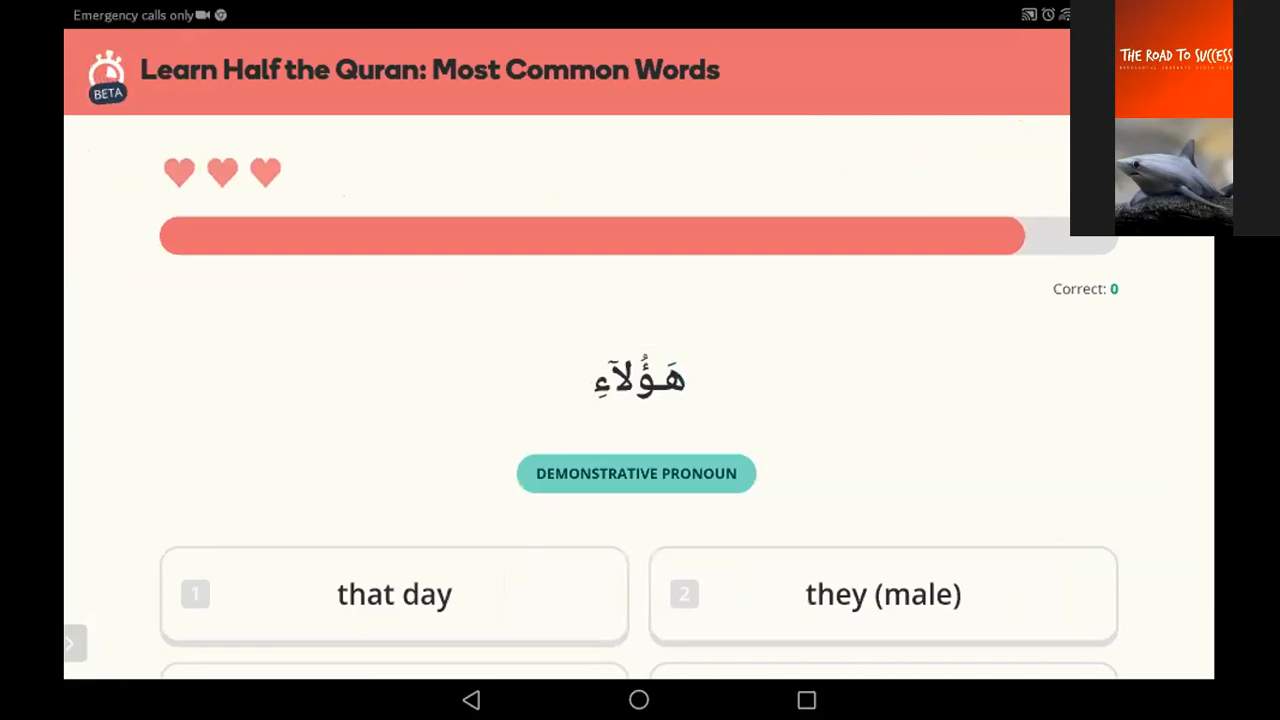 Emergency calls only
THE ROAD TO SUCCESS
BETA
Learn Half the Quran: Most Common Words
Correct: 0
هَـؤُلآءِ
DEMONSTRATIVE PRONOUN
1 that day
2 they (male)